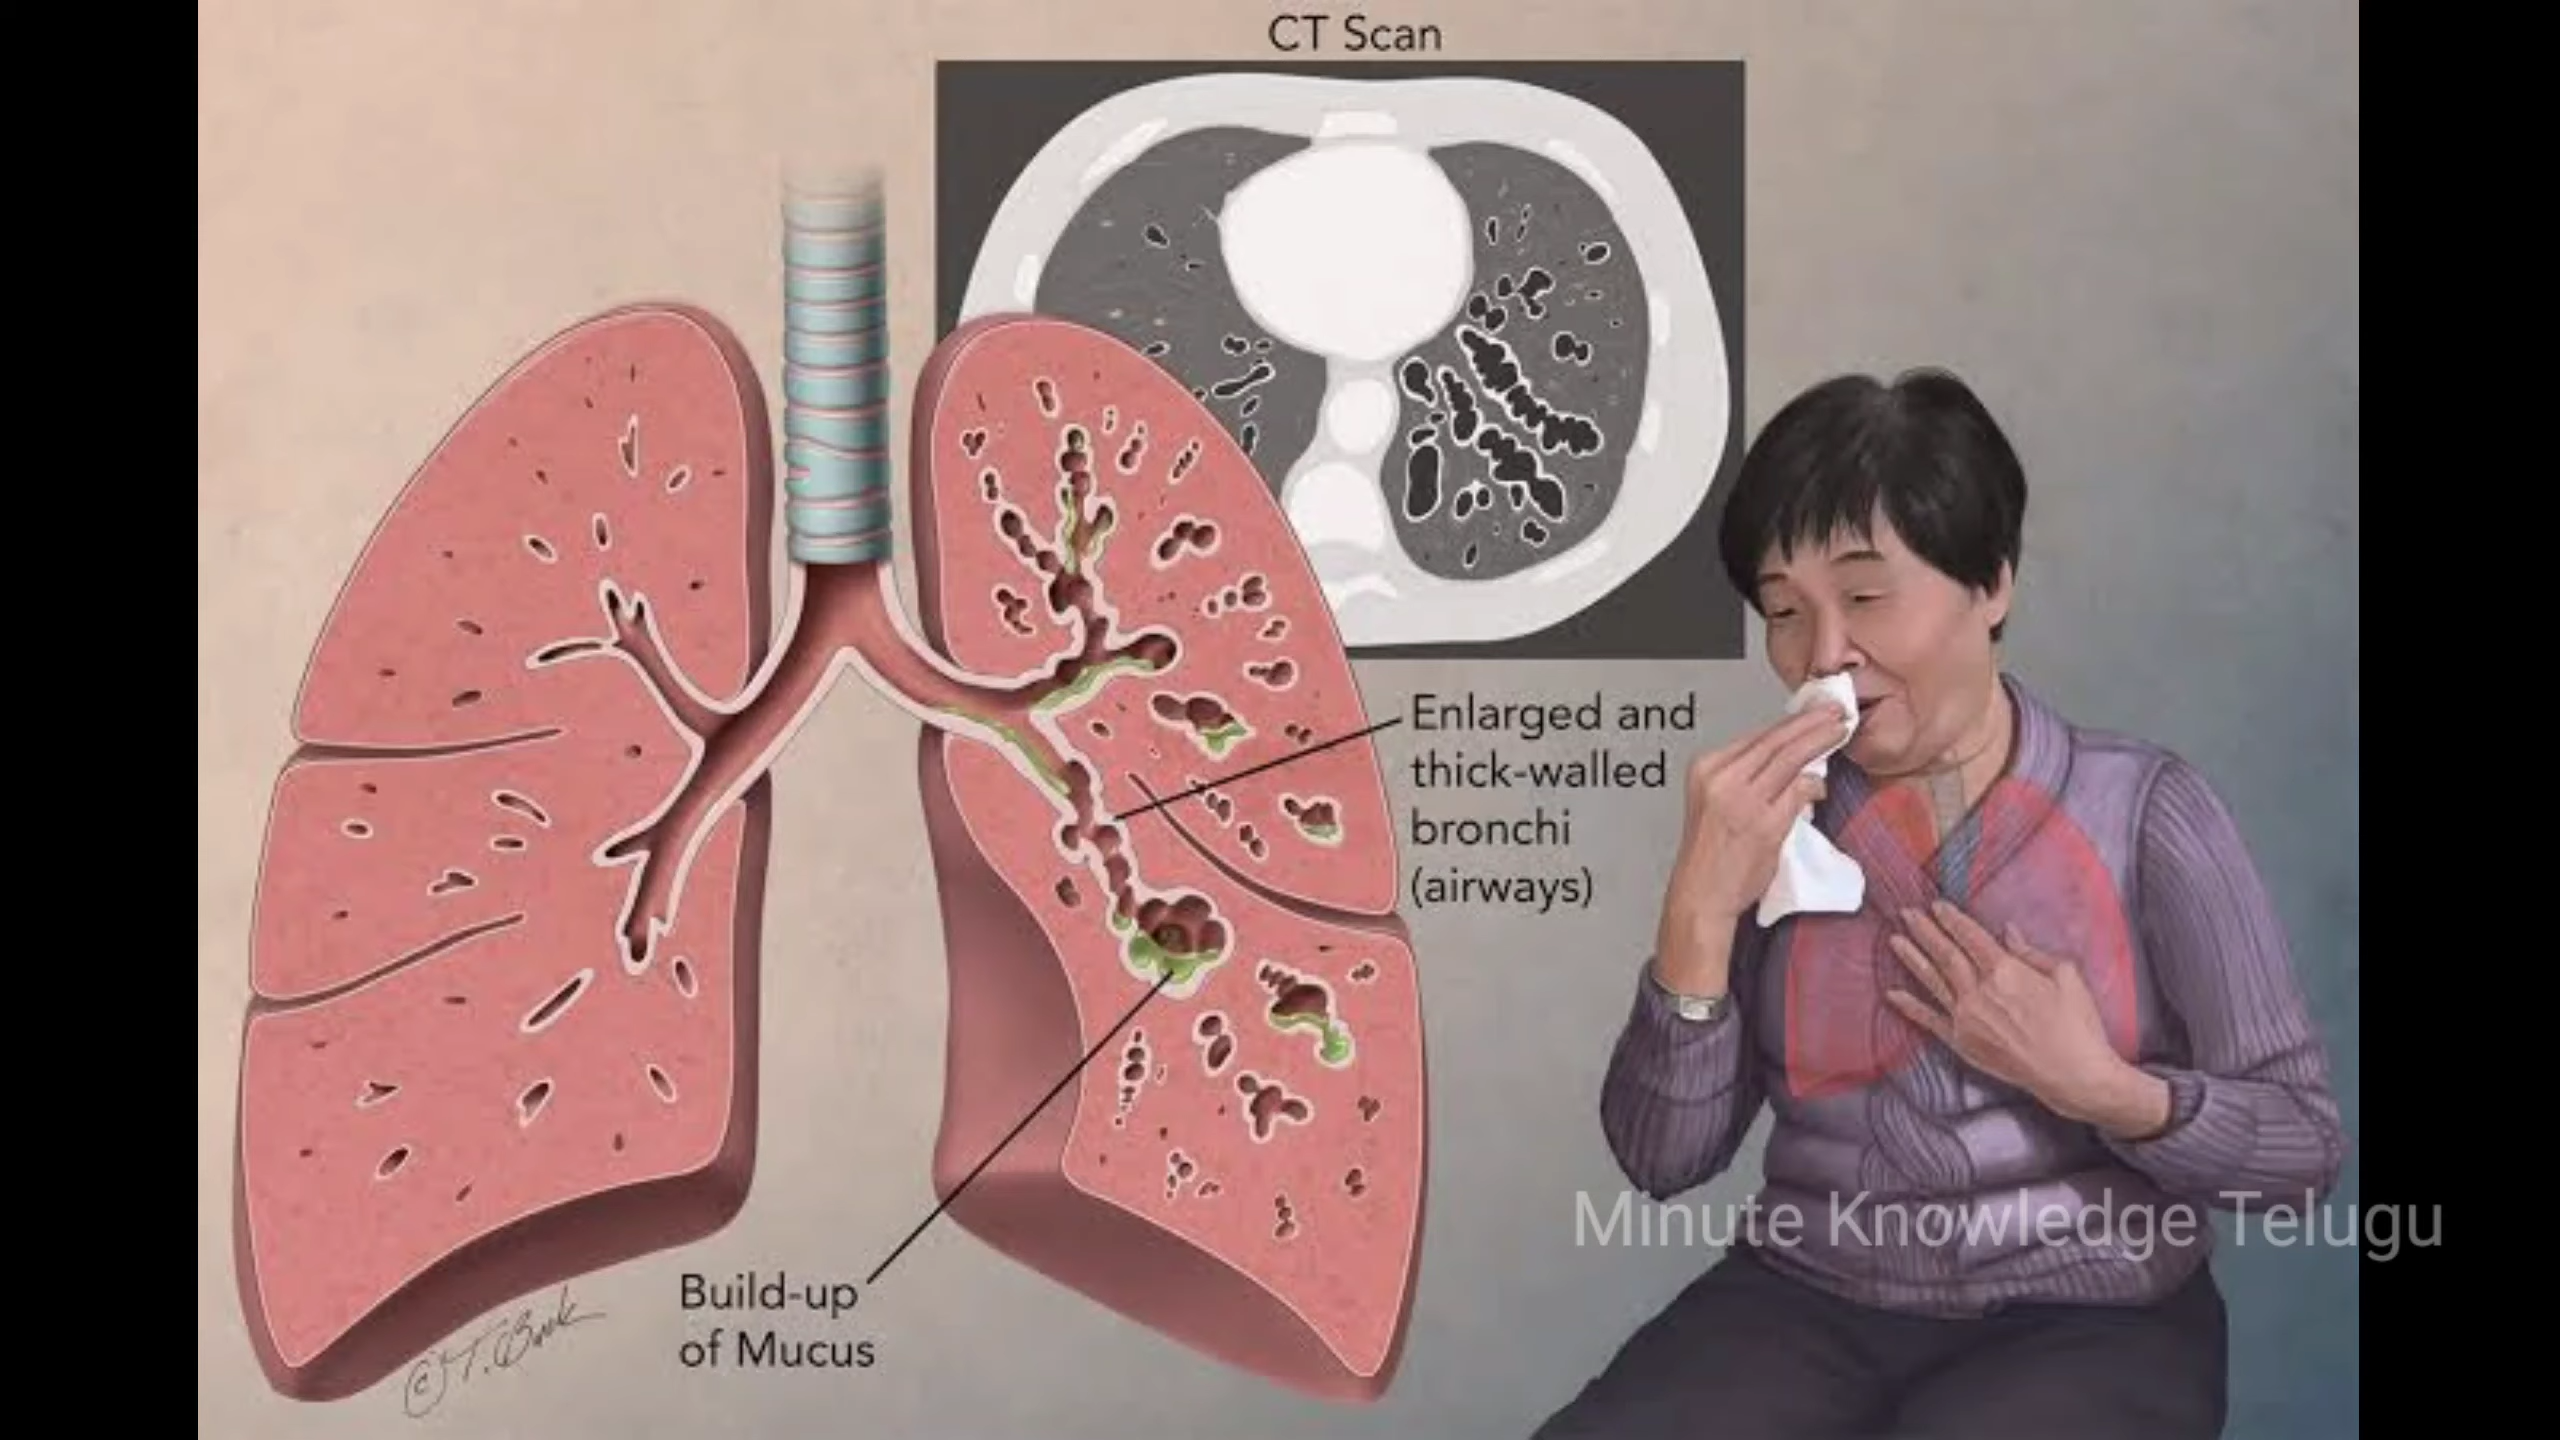 CT Scan
Enlarged and
thick-walled
bronchi
(airways)
Minute Knowledge Telugu
Build-up
of Mucus